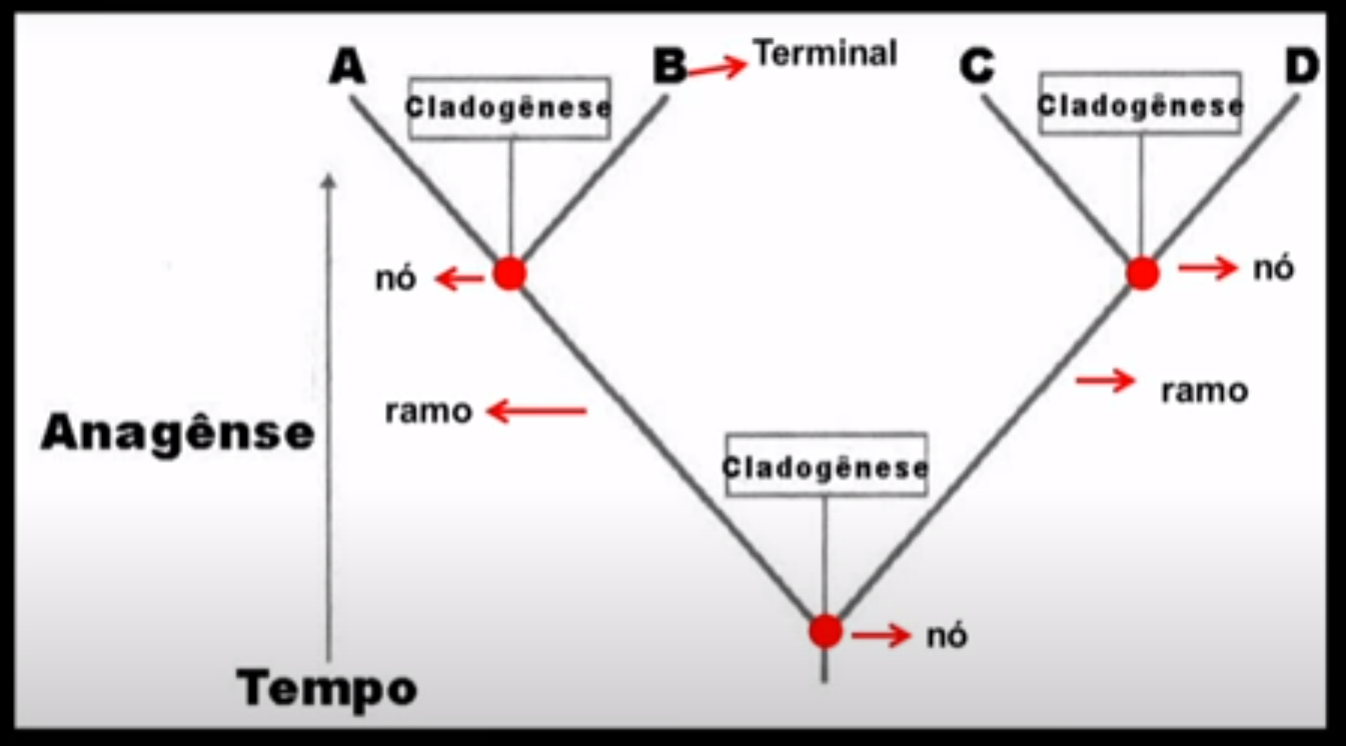 A
B
Terminal
C
D
Cladogênese
Cladogênese
nó
nó
ramo
ramo
Anagênse
Cladogênese
nó
Tempo